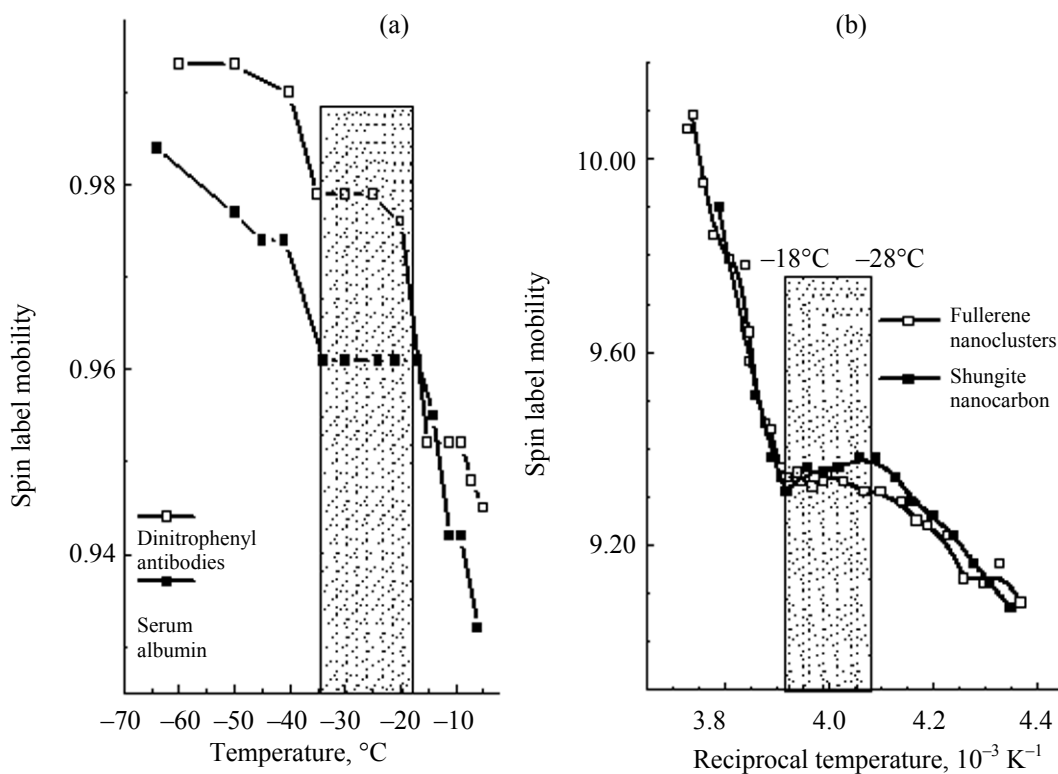 (a)
Spin label mobility
0.98
0.96
0.94
Dinitrophenyl
antibodies
Serum
albumin
–70 –60 –50 –40 –30 –20 –10
Temperature, °C
(b)
Spin label mobility
10.00
9.60
9.20
–18°C –28°C
Fullerene
nanoclusters
Shungite
nanocarbon
3.8 4.0 4.2 4.4
Reciprocal temperature, 10⁻³ K⁻¹